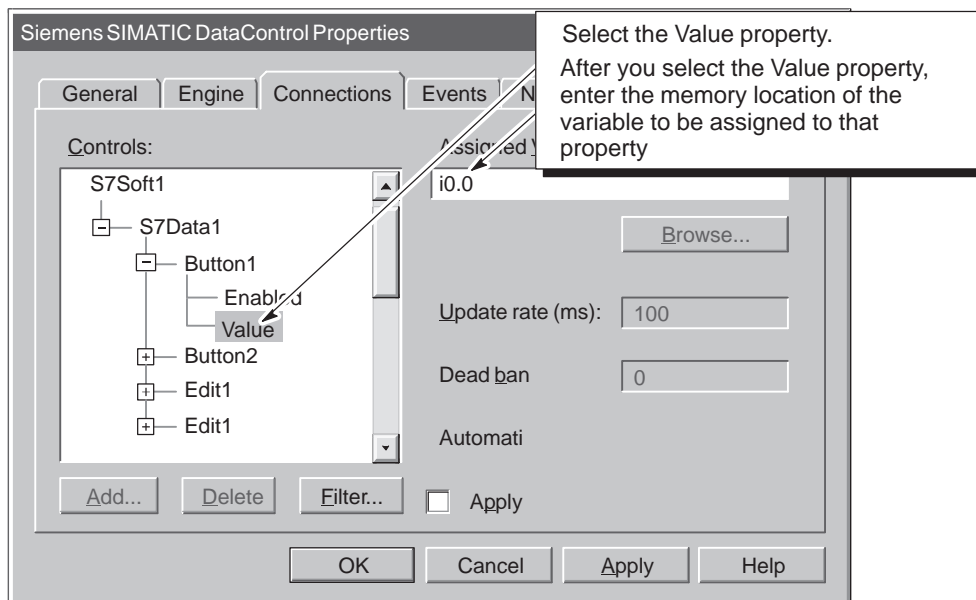 Siemens SIMATIC DataControl Properties
Select the Value property.
After you select the Value property,
enter the memory location of the
variable to be assigned to that
property
General Engine Connections Events N
Controls:
Assigned V
S7Soft1
i0.0
S7Data1
Browse...
Button1
Enabled
Update rate (ms): 100
Value
Button2
Dead ban 0
Edit1
Edit1
Automati
Add... Delete Filter... Apply
OK Cancel Apply Help